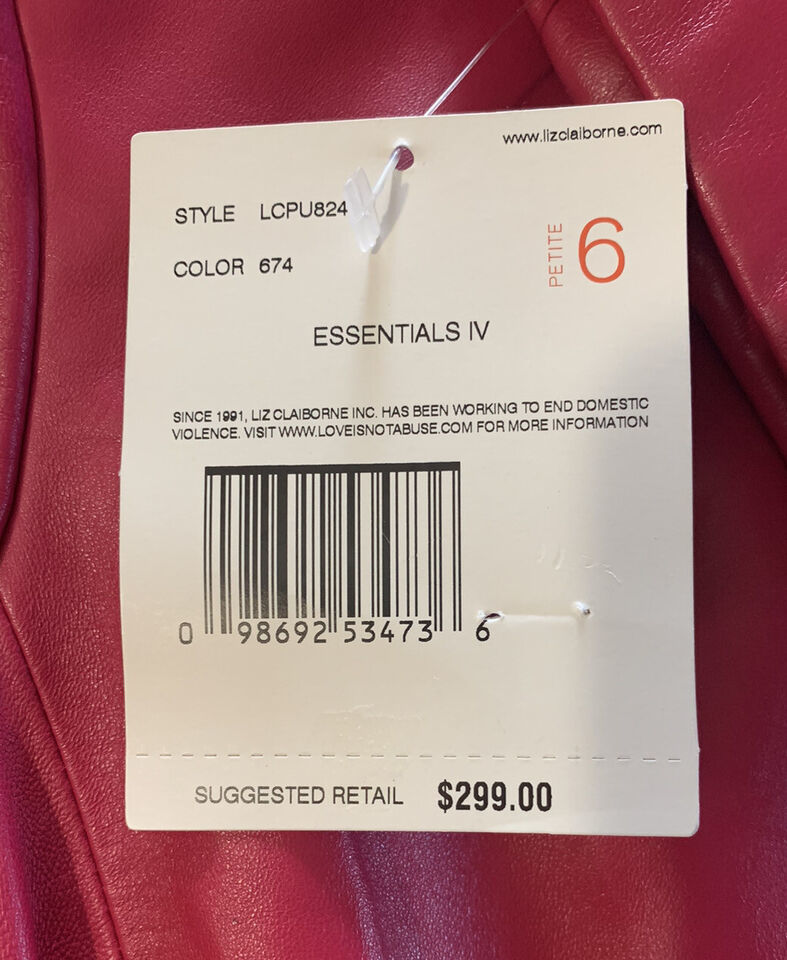 www.lizclaiborne.com
STYLE LCPU824
COLOR 674
PETITE 6
ESSENTIALS IV
SINCE 1991, LIZ CLAIBORNE INC. HAS BEEN WORKING TO END DOMESTIC
VIOLENCE. VISIT WWW.LOVEISNOTABUSE.COM FOR MORE INFORMATION
0 98692 53473 6
SUGGESTED RETAIL $299.00